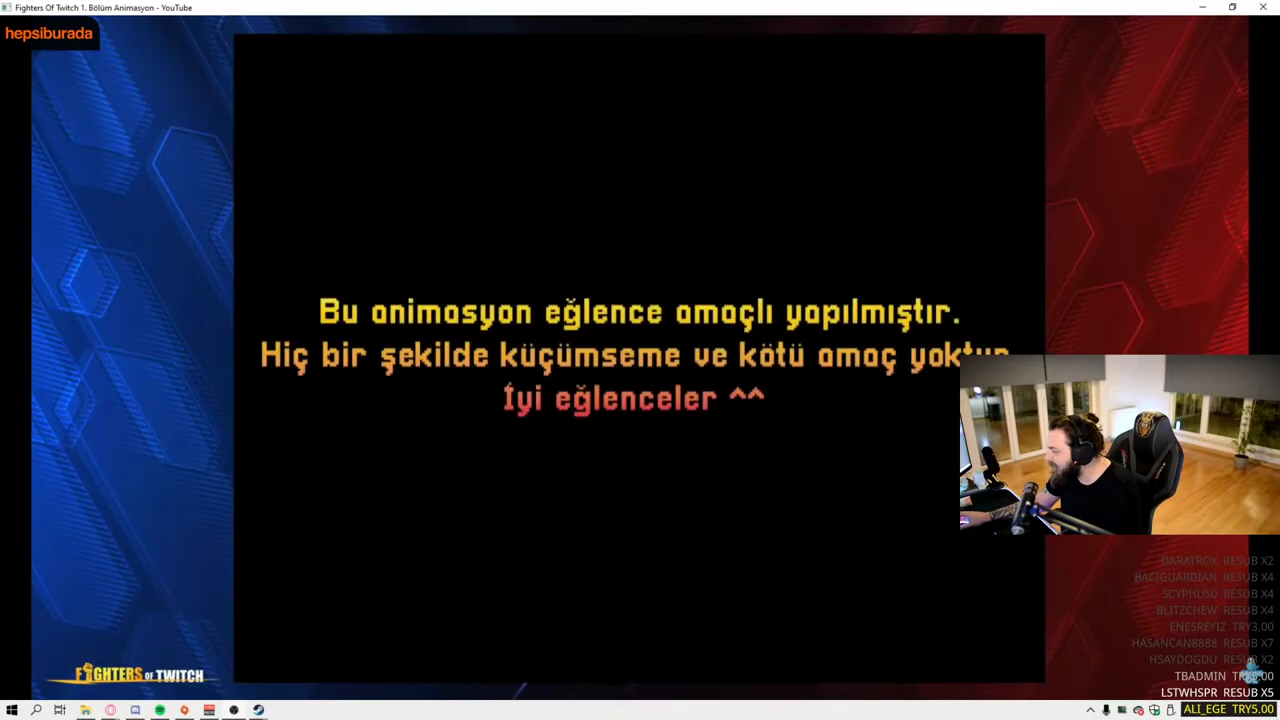 Fighters Of Twitch 1. Bölüm Animasyon - YouTube
hepsiburada
Bu animasyon eğlence amaçlı yapılmıştır.
Hiç bir şekilde küçümseme ve kötü amaç yoktur.
İyi eğlenceler ^^
DARATROX RESUB X2
BACIGUARDIAN RESUB X4
SCYPHUS0 RESUB X4
BLITZCHEW RESUB X4
ENESREYIZ TRY3.00
HASANCAN8888 RESUB X7
HSAYDOGDU RESUB X2
FIGHTERS OF TWITCH
TBADMIN
LSTWHSPR RESUB X5
ALI_EGE TRY5.00